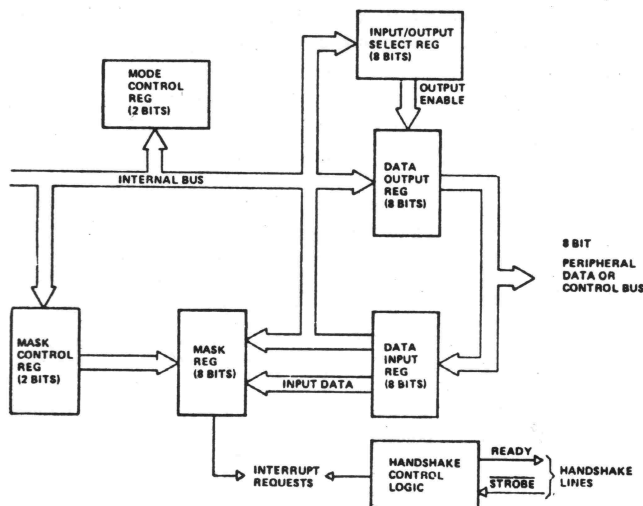 INPUT/OUTPUT
SELECT REG
(8 BITS)
MODE
CONTROL
REG
(2 BITS)
OUTPUT
ENABLE
INTERNAL BUS
DATA
OUTPUT
REG
(8 BITS)
8 BIT
PERIPHERAL
DATA OR
CONTROL BUS
MASK
CONTROL
REG
(2 BITS)
MASK
REG
(8 BITS)
DATA
INPUT
REG
(8 BITS)
INPUT DATA
INTERRUPT
REQUESTS
HANDSHAKE
CONTROL
LOGIC
READY
STROBE
HANDSHAKE
LINES